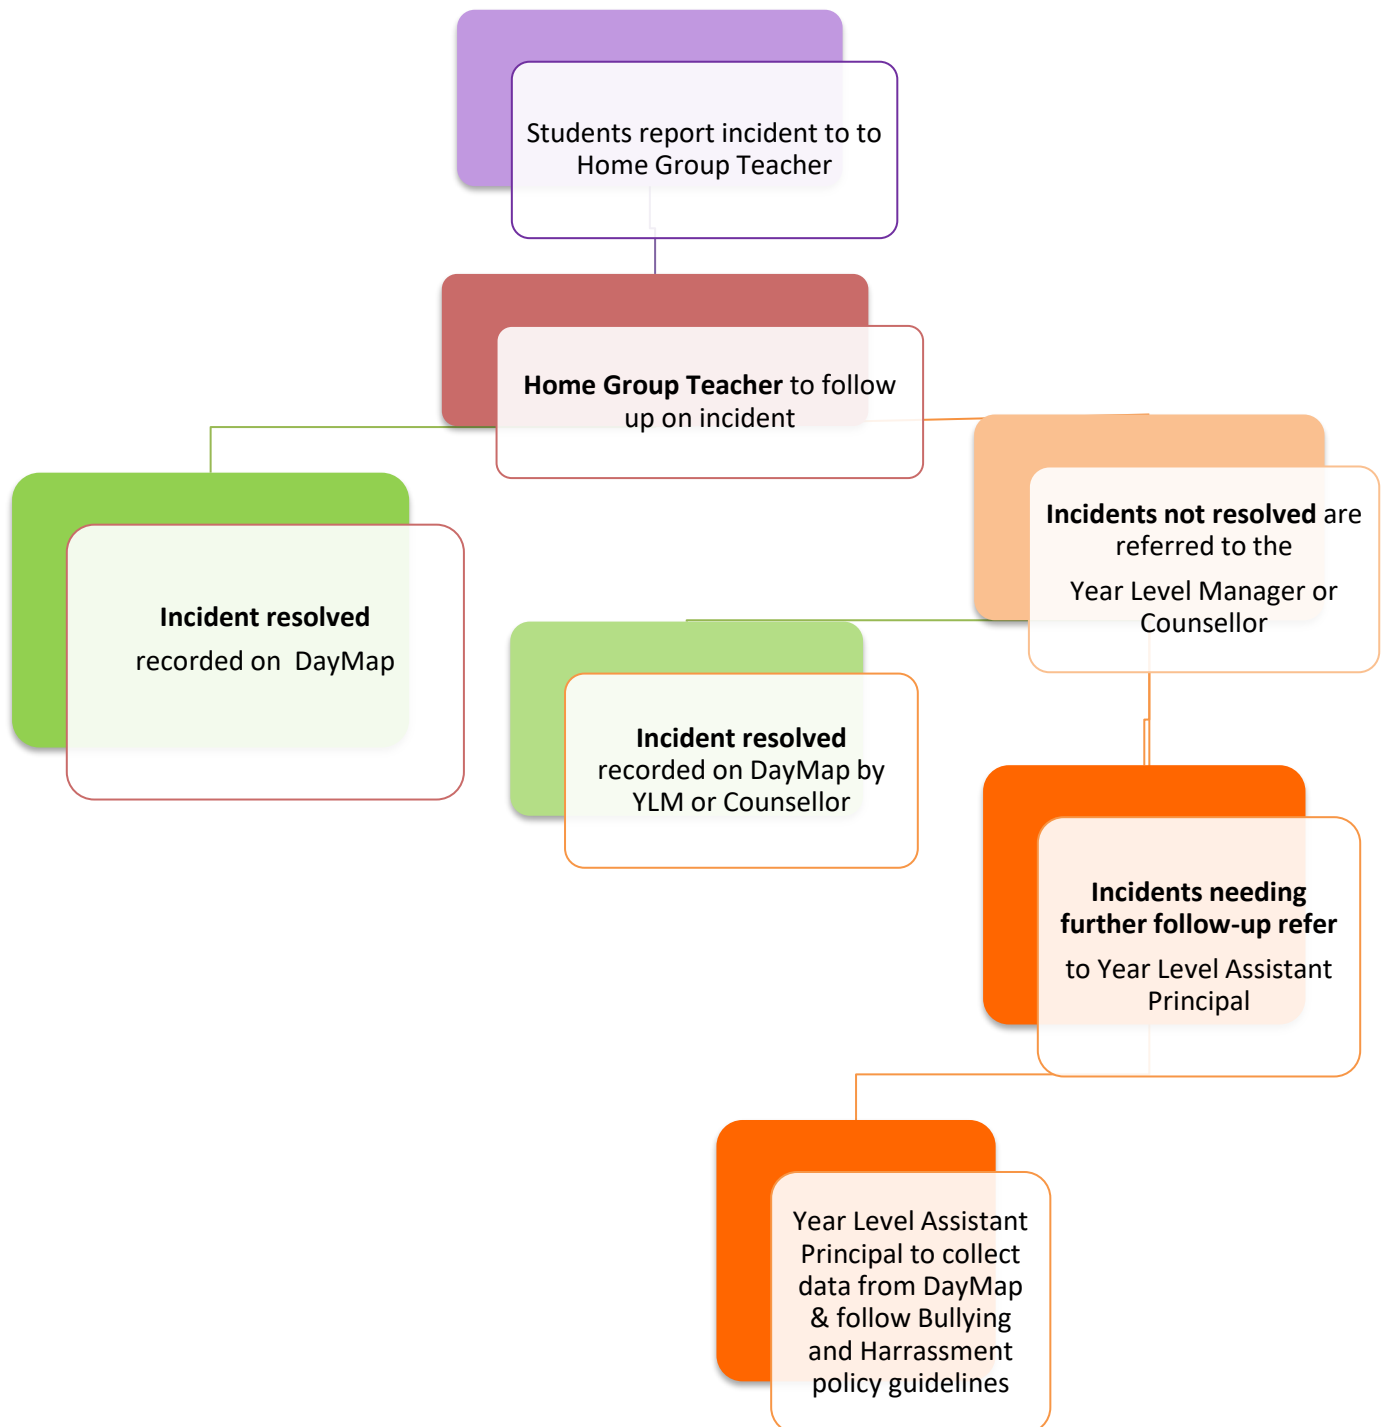 Students report incident to to
Home Group Teacher
Home Group Teacher to follow
up on incident
Incidents not resolved are
referred to the
Year Level Manager or
Counsellor
Incident resolved
recorded on  DayMap
Incident resolved
recorded on DayMap by
YLM or Counsellor
Incidents needing
further follow-up refer
to Year Level Assistant
Principal
Year Level Assistant
Principal to collect
data from DayMap
& follow Bullying
and Harrassment
policy guidelines